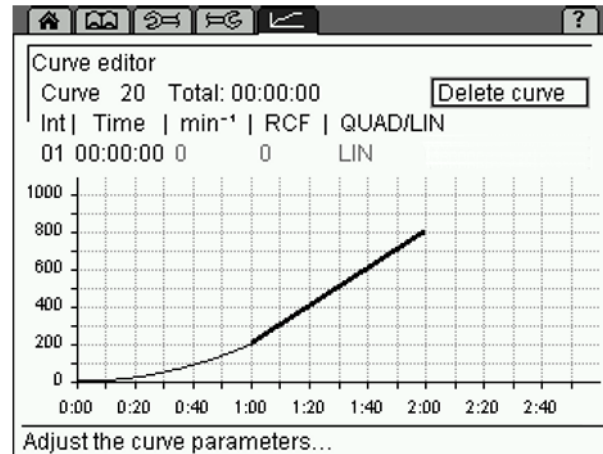 ?
Curve editor
Curve 20 Total: 00:00:00 Delete curve
Int | Time | min⁻¹ | RCF | QUAD/LIN
01 00:00:00 0 0 LIN
1000
800
600
400
200
0
0:00 0:20 0:40 1:00 1:20 1:40 2:00 2:20 2:40
Adjust the curve parameters...